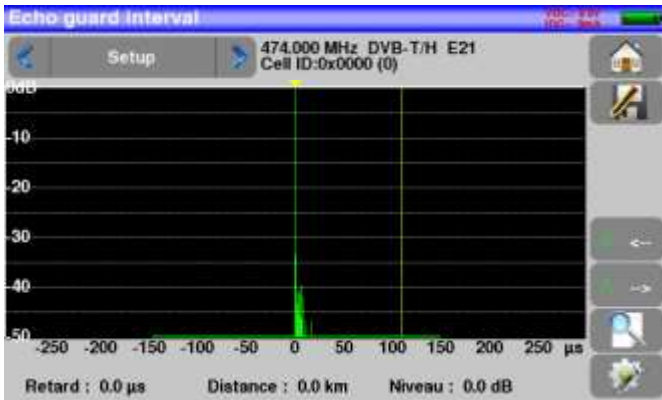 Echo guard Interval
Setup
474.000 MHz DVB-T/H E21
Cell ID:0x0000 (0)
0dB
-10
-20
-30
-40
-50
-250 -200 -150 -100 -50 0 50 100 150 200 250 µs
<--
-->
Retard : 0.0 µs Distance : 0.0 km Niveau : 0.0 dB